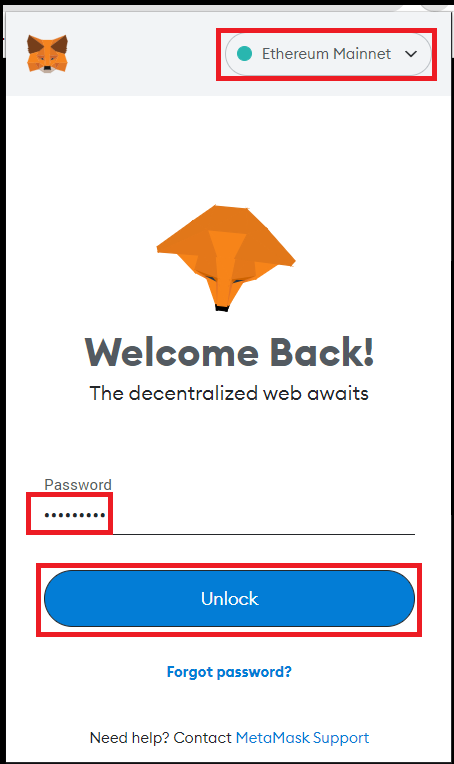 Ethereum Mainnet
Welcome Back!
The decentralized web awaits
Password
•••••••••
Unlock
Forgot password?
Need help? Contact MetaMask Support